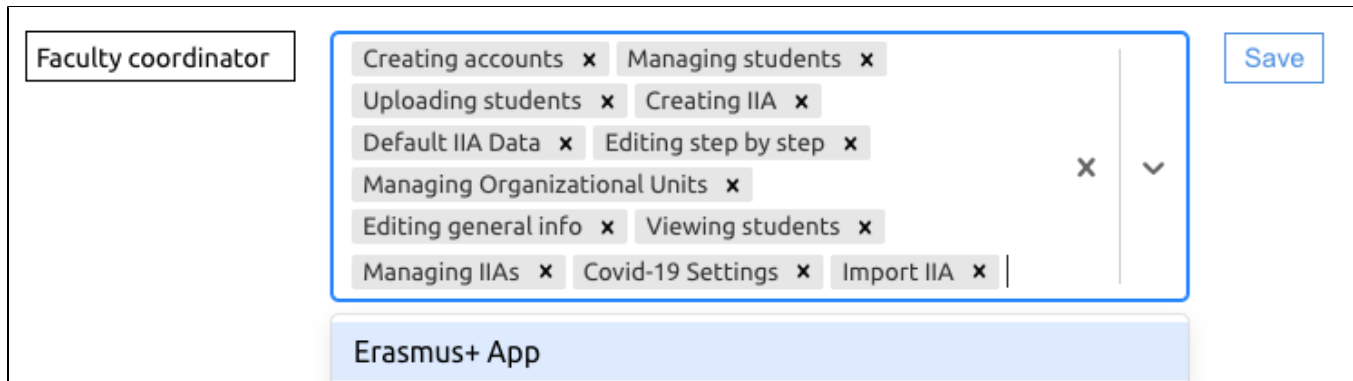 Faculty coordinator
Creating accounts x Managing students x
Uploading students x Creating IIA x
Default IIA Data x Editing step by step x
Managing Organizational Units x
Editing general info x Viewing students x
Managing IIAs x Covid-19 Settings x Import IIA x
Save
Erasmus+ App